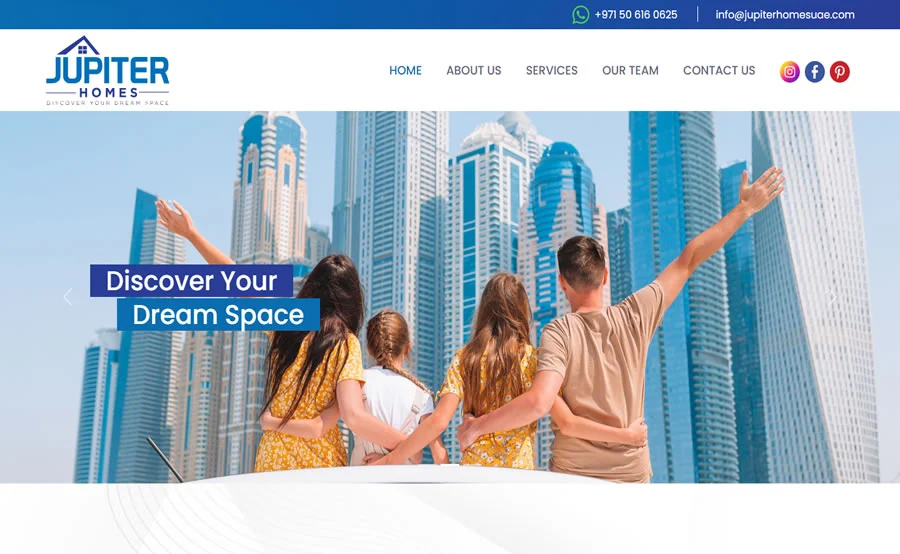 +971 50 616 0625
info@jupiterhomesuae.com
JUPITER
HOMES
DISCOVER YOUR DREAM SPACE
HOME
ABOUT US
SERVICES
OUR TEAM
CONTACT US
Discover Your
Dream Space